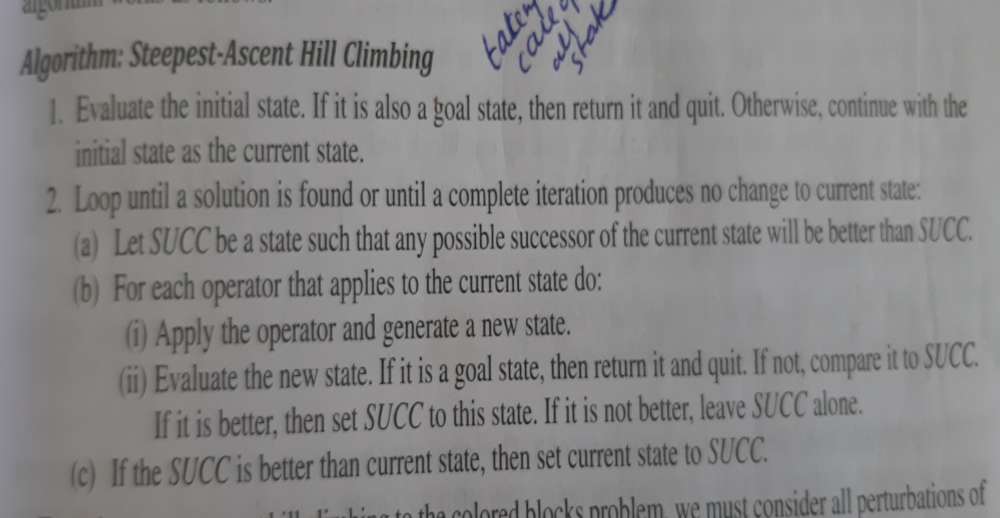 algorithm works as follows.
taken
care of
all
states
Algorithm: Steepest-Ascent Hill Climbing
1. Evaluate the initial state. If it is also a goal state, then return it and quit. Otherwise, continue with the
initial state as the current state.
2. Loop until a solution is found or until a complete iteration produces no change to current state:
(a) Let SUCC be a state such that any possible successor of the current state will be better than SUCC.
(b) For each operator that applies to the current state do:
(i) Apply the operator and generate a new state.
(ii) Evaluate the new state. If it is a goal state, then return it and quit. If not, compare it to SUCC.
If it is better, then set SUCC to this state. If it is not better, leave SUCC alone.
(c) If the SUCC is better than current state, then set current state to SUCC.
to the colored blocks problem, we must consider all perturbations of